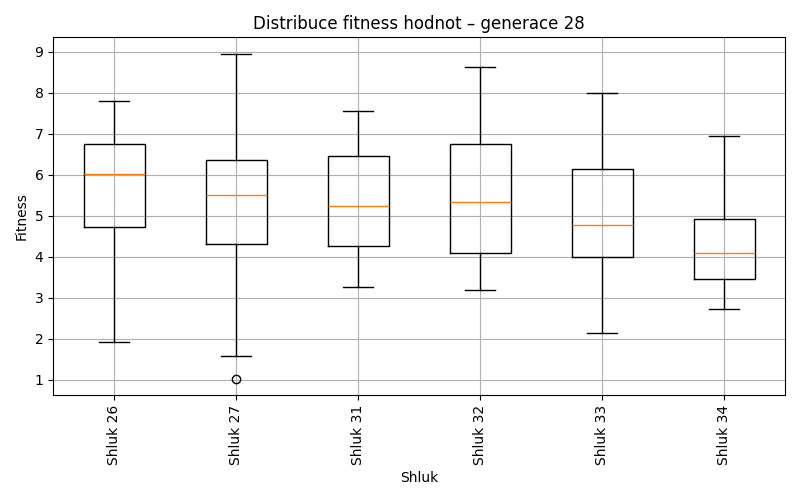 Distribuce fitness hodnot – generace 28
Fitness
9
8
7
6
5
4
3
2
1
Shluk 26
Shluk 27
Shluk 31
Shluk 32
Shluk 33
Shluk 34
Shluk